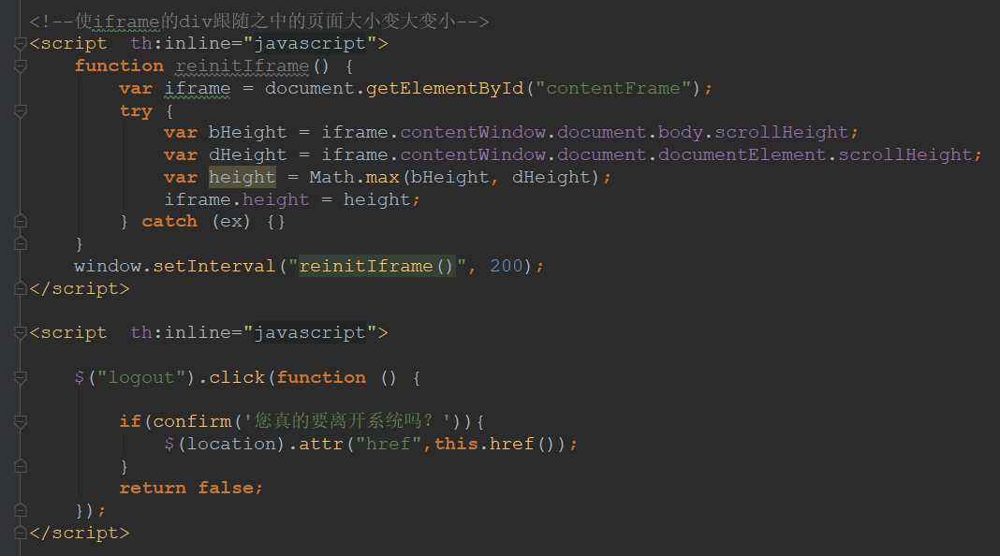 <!--使iframe的div跟随之中的页面大小变大变小-->
<script  th:inline="javascript">
    function reinitIframe() {
        var iframe = document.getElementById("contentFrame");
        try {
            var bHeight = iframe.contentWindow.document.body.scrollHeight;
            var dHeight = iframe.contentWindow.document.documentElement.scrollHeight;
            var height = Math.max(bHeight, dHeight);
            iframe.height = height;
        } catch (ex) {}
    }
    window.setInterval("reinitIframe()", 200);
</script>
<script  th:inline="javascript">
    $("logout").click(function () {
        if(confirm('您真的要离开系统吗？')){
            $(location).attr("href",this.href());
        }
        return false;
    });
</script>